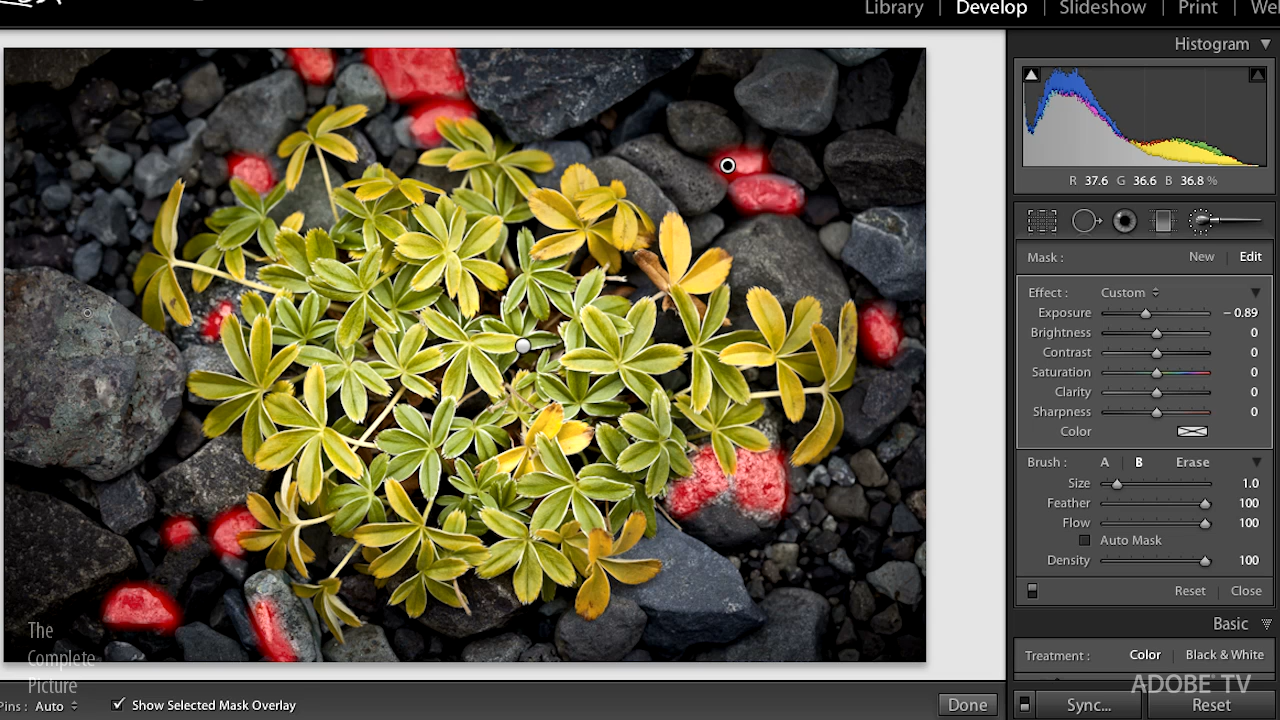 Library | Develop | Slideshow | Print |
Histogram
R 37.6 G 36.6 B 36.8 %
Mask : New Edit
Effect : Custom
Exposure − 0.89
Brightness 0
Contrast 0
Saturation 0
Clarity 0
Sharpness 0
Color
Brush : A | B Erase
Size 1.0
Feather 100
Flow 100
Auto Mask
Density 100
Reset Close
Basic
Treatment : Color | Black & White
The
Complete
Picture
ADOBE TV
Pins : Auto Show Selected Mask Overlay Done Sync... Reset